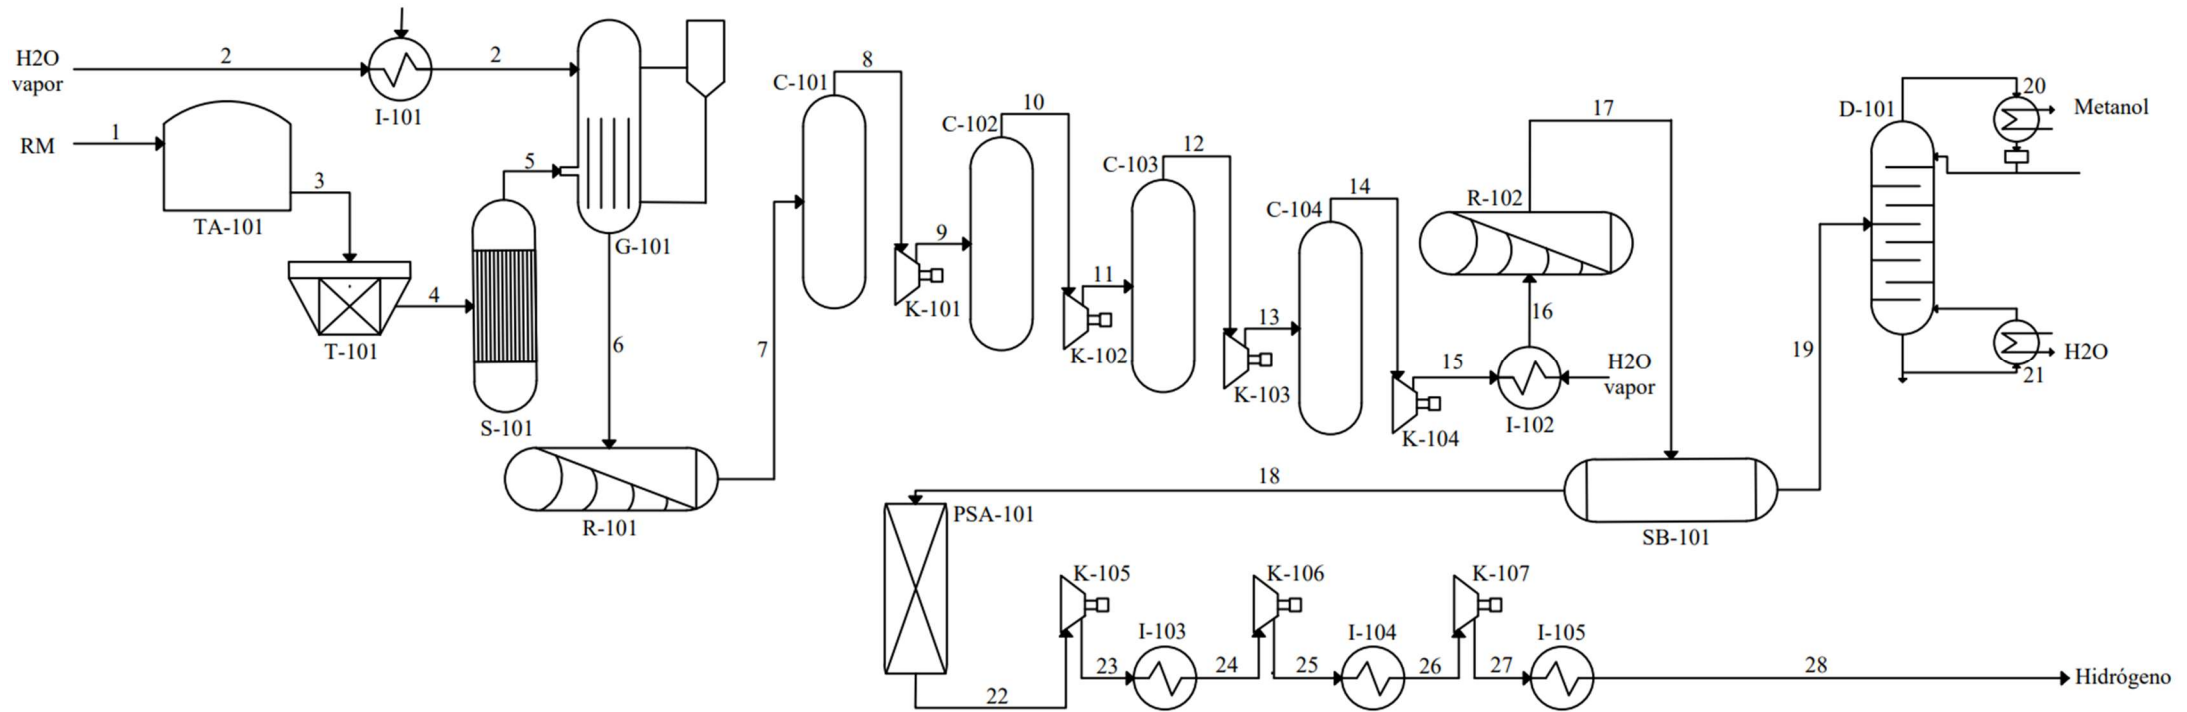 H2O
vapor
2
2
I-101
RM
1
TA-101
3
T-101
4
S-101
5
G-101
6
R-101
7
C-101
8
K-101
9
C-102
10
K-102
11
C-103
12
K-103
13
C-104
14
K-104
15
I-102
H2O
vapor
16
R-102
17
SB-101
18
19
D-101
20
Metanol
H2O
21
PSA-101
22
K-105
23
I-103
24
K-106
25
I-104
26
K-107
27
I-105
28
Hidrógeno